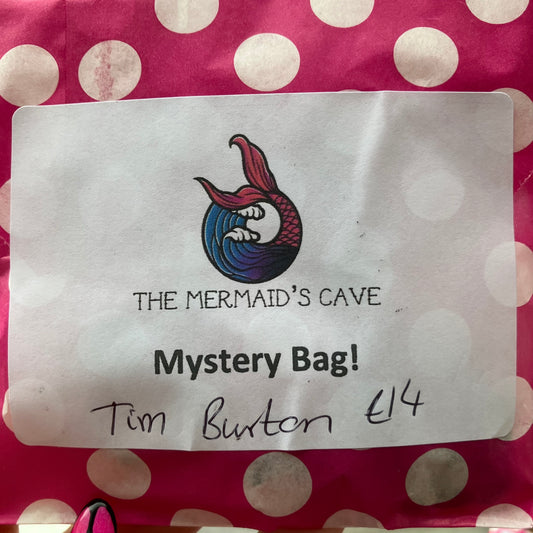 THE MERMAID'S CAVE
Mystery Bag!
Tim Burton £14